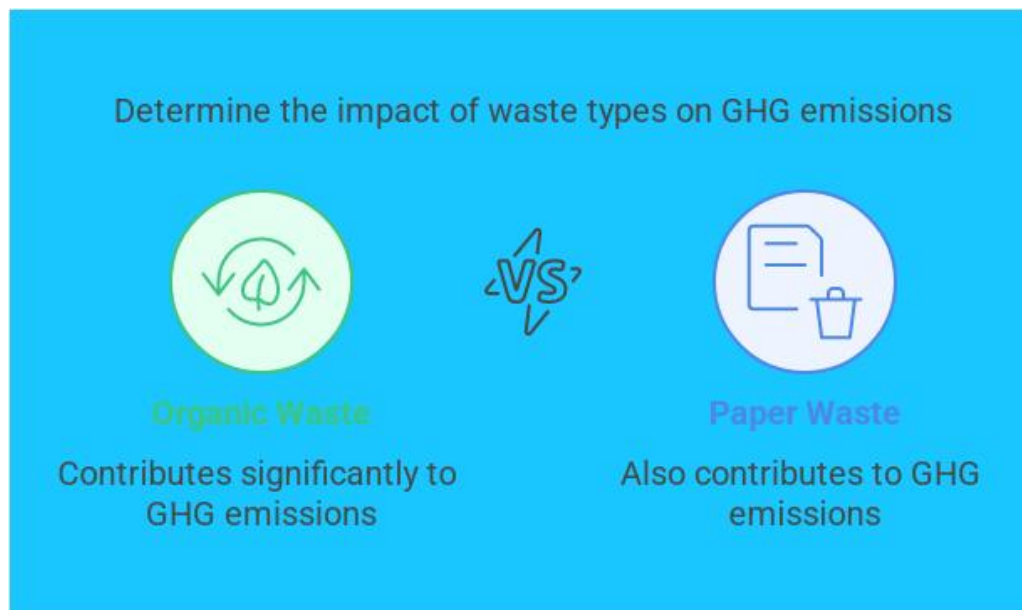 Determine the impact of waste types on GHG emissions
VS
Organic Waste
Paper Waste
Contributes significantly to
GHG emissions
Also contributes to GHG
emissions